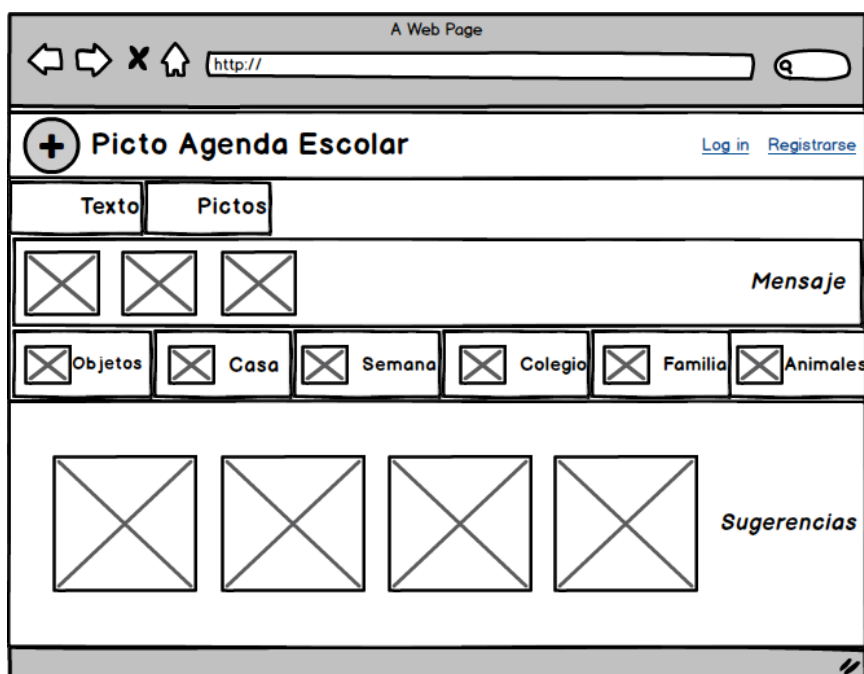 A Web Page
http://
Picto Agenda Escolar
Log in Registrarse
Texto Pictos
Mensaje
Objetos Casa Semana Colegio Familia Animales
Sugerencias